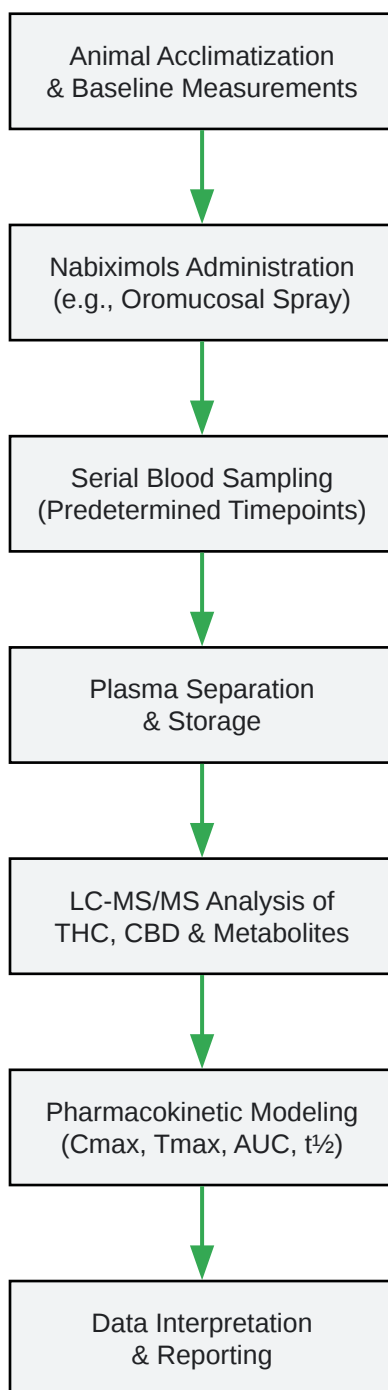 Animal Acclimatization
& Baseline Measurements
Nabiximols Administration
(e.g., Oromucosal Spray)
Serial Blood Sampling
(Predetermined Timepoints)
Plasma Separation
& Storage
LC-MS/MS Analysis of
THC, CBD & Metabolites
Pharmacokinetic Modeling
(Cmax, Tmax, AUC, t½)
Data Interpretation
& Reporting